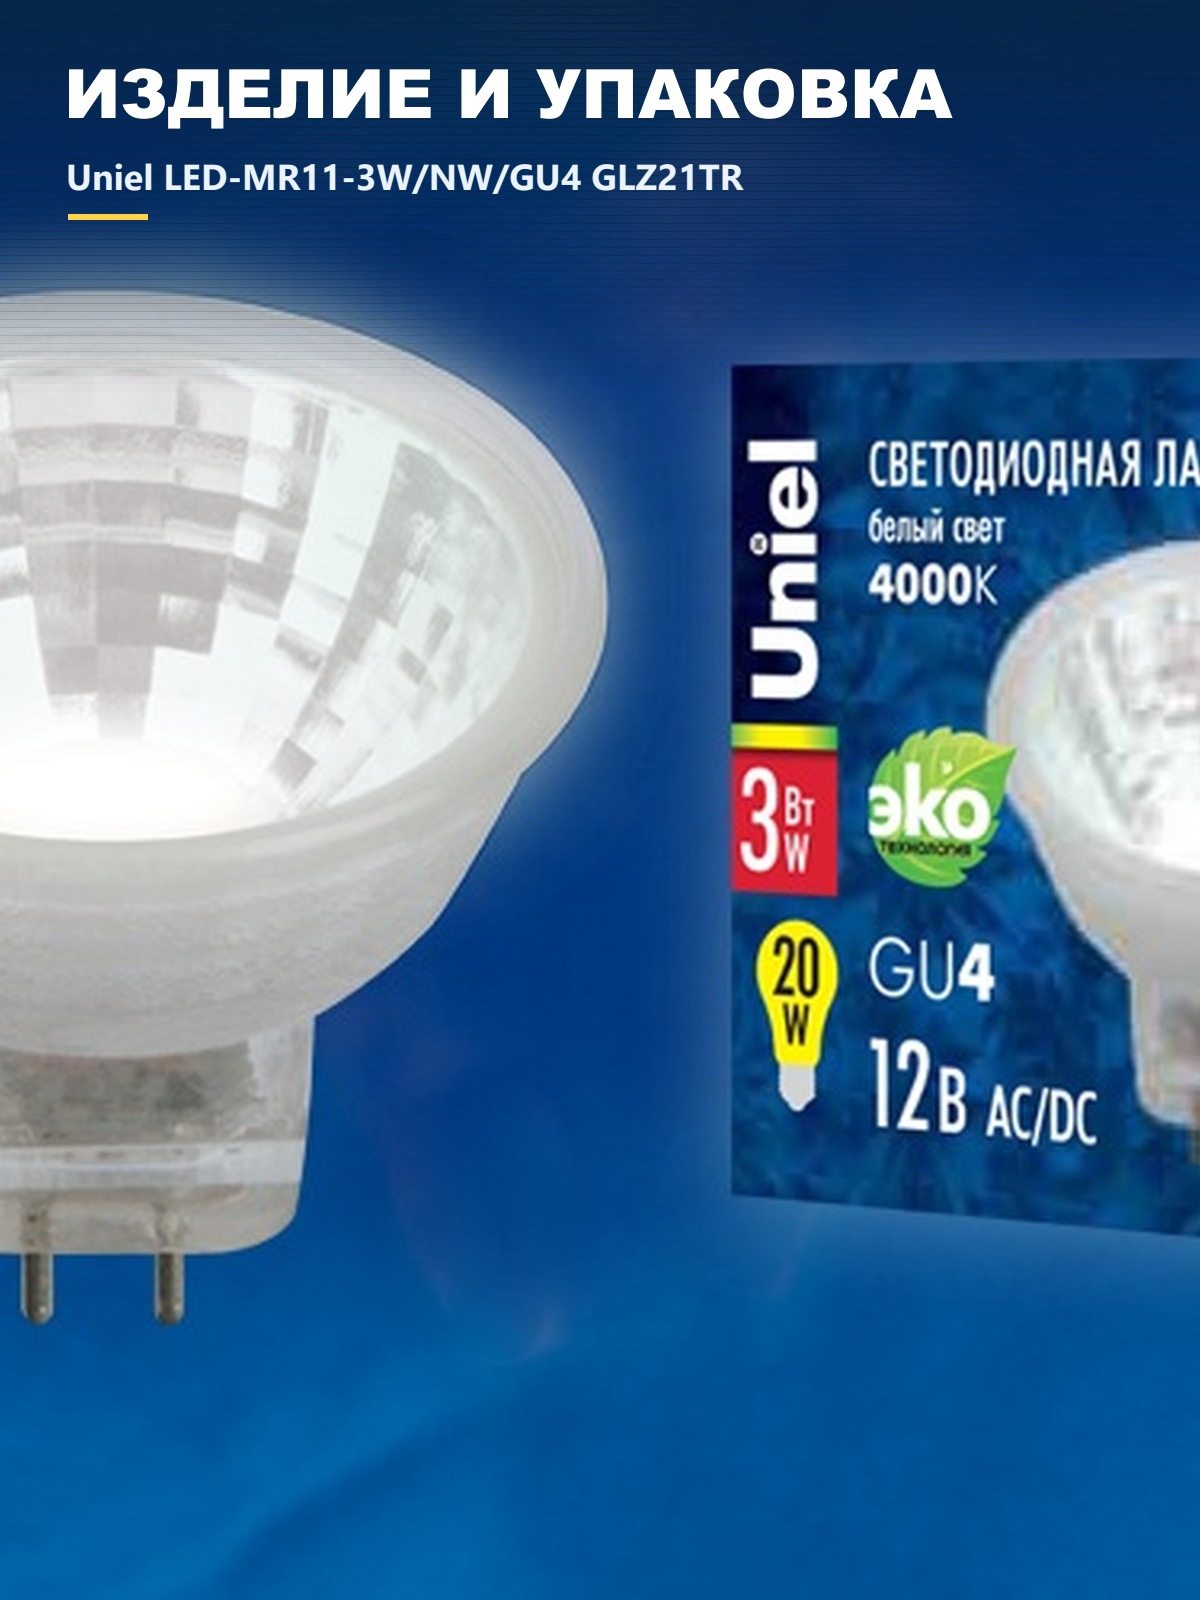 ИЗДЕЛИЕ И УПАКОВКА
Uniel LED-MR11-3W/NW/GU4 GLZ21TR
Uniel
СВЕТОДИОДНАЯ ЛА
белый свет
4000K
3 Вт
W
эко
технология
20
W
GU4
12В AC/DC